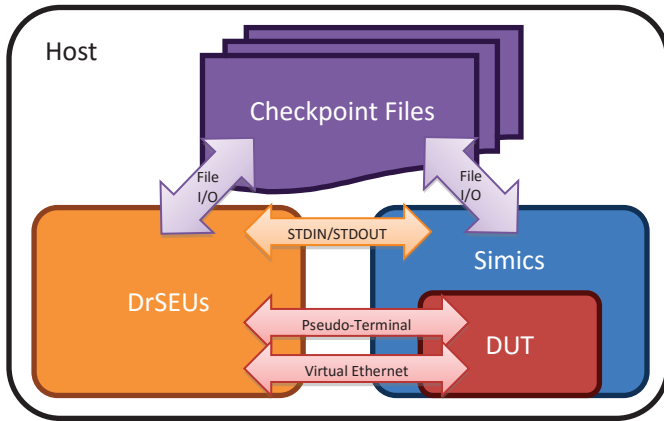 Host
Checkpoint Files
File
I/O
File
I/O
STDIN/STDOUT
DrSEUs
Simics
Pseudo-Terminal
DUT
Virtual Ethernet